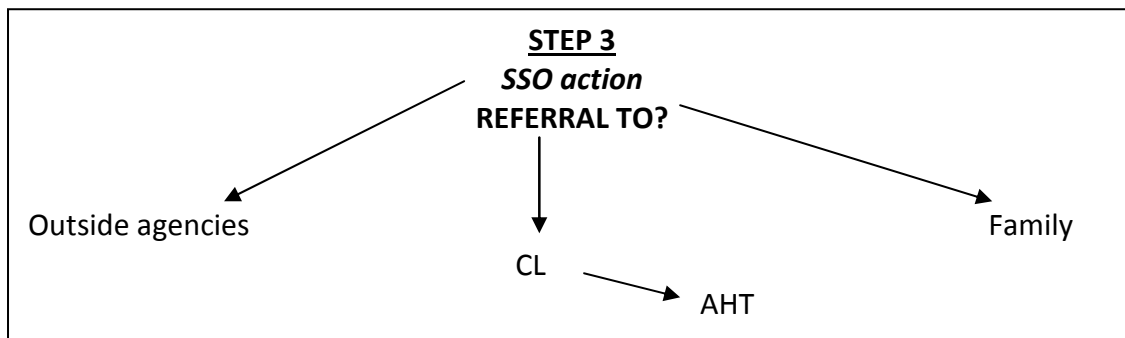 STEP 3
SSO action
REFERRAL TO?
Outside agencies
Family
CL
AHT